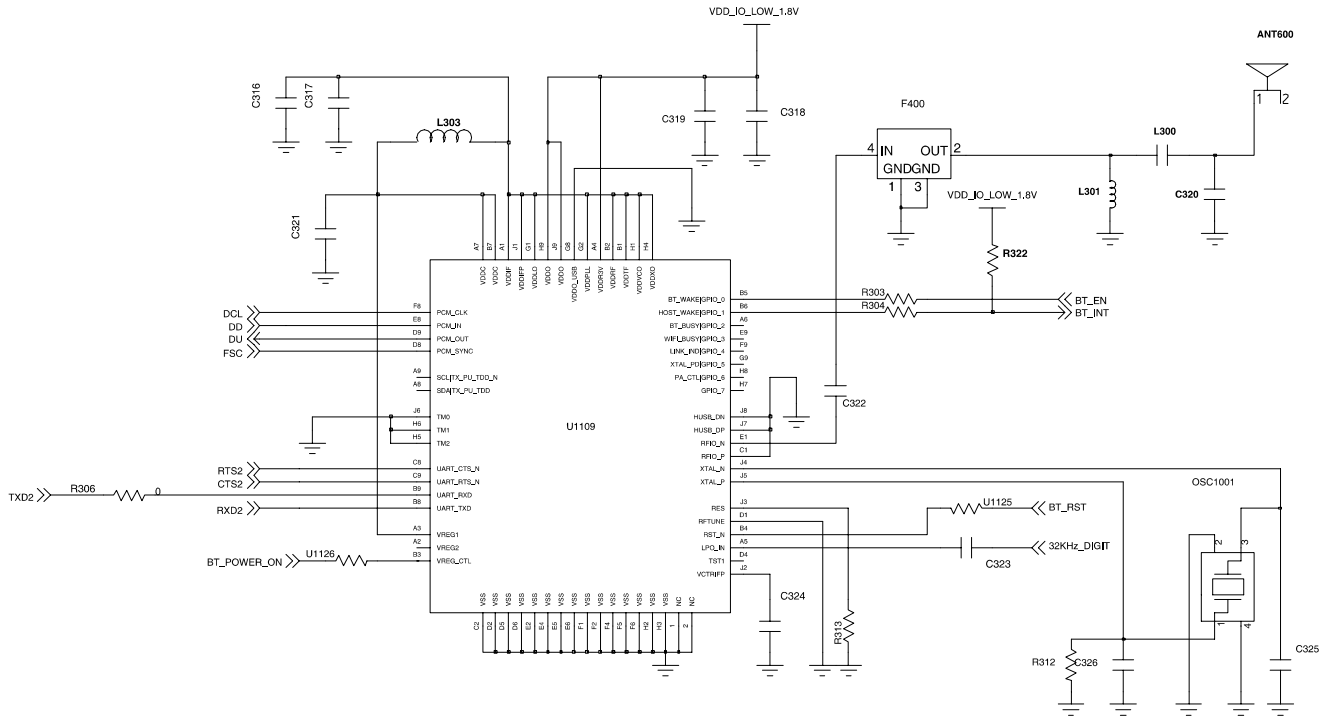 VDD_IO_LOW_1.8V
ANT600
1 2
C316
C317
L303
C319
C318
F400
4 IN OUT 2
GNDGND
1 3
L300
L301
C320
VDD_IO_LOW_1.8V
R322
C321
A7 B7 A1 J1 G1 H9 J9 G8 G2 A4 B2 B1 H1 H4
VDDC VDDC VDDIF VDDIFP VDDLO VDDO VDDO VDDO_USB VDDPLL VDDR3V VDDRF VDDTF VDDVCO VDDXO
DCL F8 PCM_CLK
DD E8 PCM_IN
DU D9 PCM_OUT
FSC D8 PCM_SYNC
A9 SCL|TX_PU_TDD_N
A8 SDA|TX_PU_TDD
J6 TM0
H6 TM1
H5 TM2
RTS2 C8 UART_CTS_N
CTS2 C9 UART_RTS_N
TXD2 R306 0 B9 UART_RXD
RXD2 B8 UART_TXD
A3 VREG1
A2 VREG2
BT_POWER_ON U1126 B3 VREG_CTL
U1109
BT_WAKE|GPIO_0 B5 R303 BT_EN
HOST_WAKE|GPIO_1 B6 R304 BT_INT
BT_BUSY|GPIO_2 A6
WIFI_BUSY|GPIO_3 E9
LINK_IND|GPIO_4 F9
XTAL_PD|GPIO_5 G9
PA_CTL|GPIO_6 H8
GPIO_7 H7
C322
HUSB_DN J8
HUSB_DP J7
RFIO_N E1
RFIO_P C1
XTAL_N J4
XTAL_P J5
RES J3
RFTUNE D1
RST_N B4 U1125 BT_RST
LPO_IN A5 C323 32KHz_DIGIT
TST1 D4
VCTRIFP J2
C324
R313
OSC1001
2 3
1 4
R312
C326
C325
VSS VSS VSS VSS VSS VSS VSS VSS VSS VSS VSS VSS VSS VSS VSS NC NC
C2 D2 D5 D6 E2 E4 E5 E6 F1 F2 F4 F5 F6 H2 H3 1 2